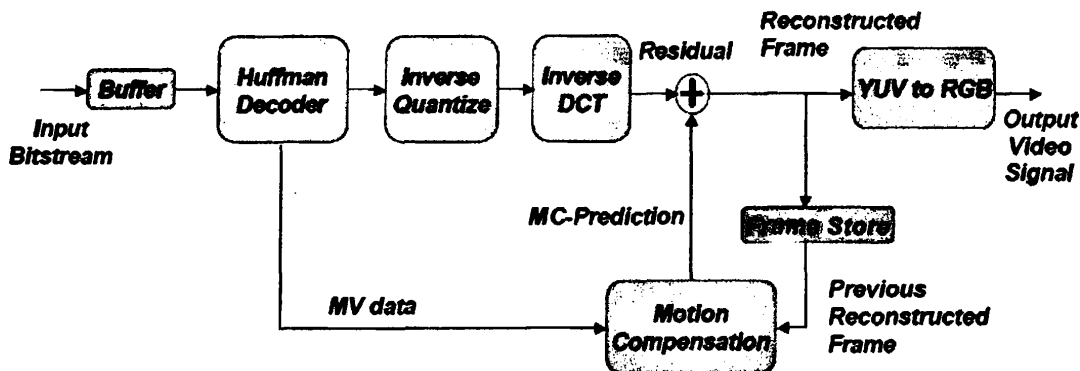 Reconstructed
Frame
Residual
Buffer
Huffman
Decoder
Inverse
Quantize
Inverse
DCT
YUV to RGB
Input
Bitstream
Output
Video
Signal
MC-Prediction
Frame Store
MV data
Motion
Compensation
Previous
Reconstructed
Frame